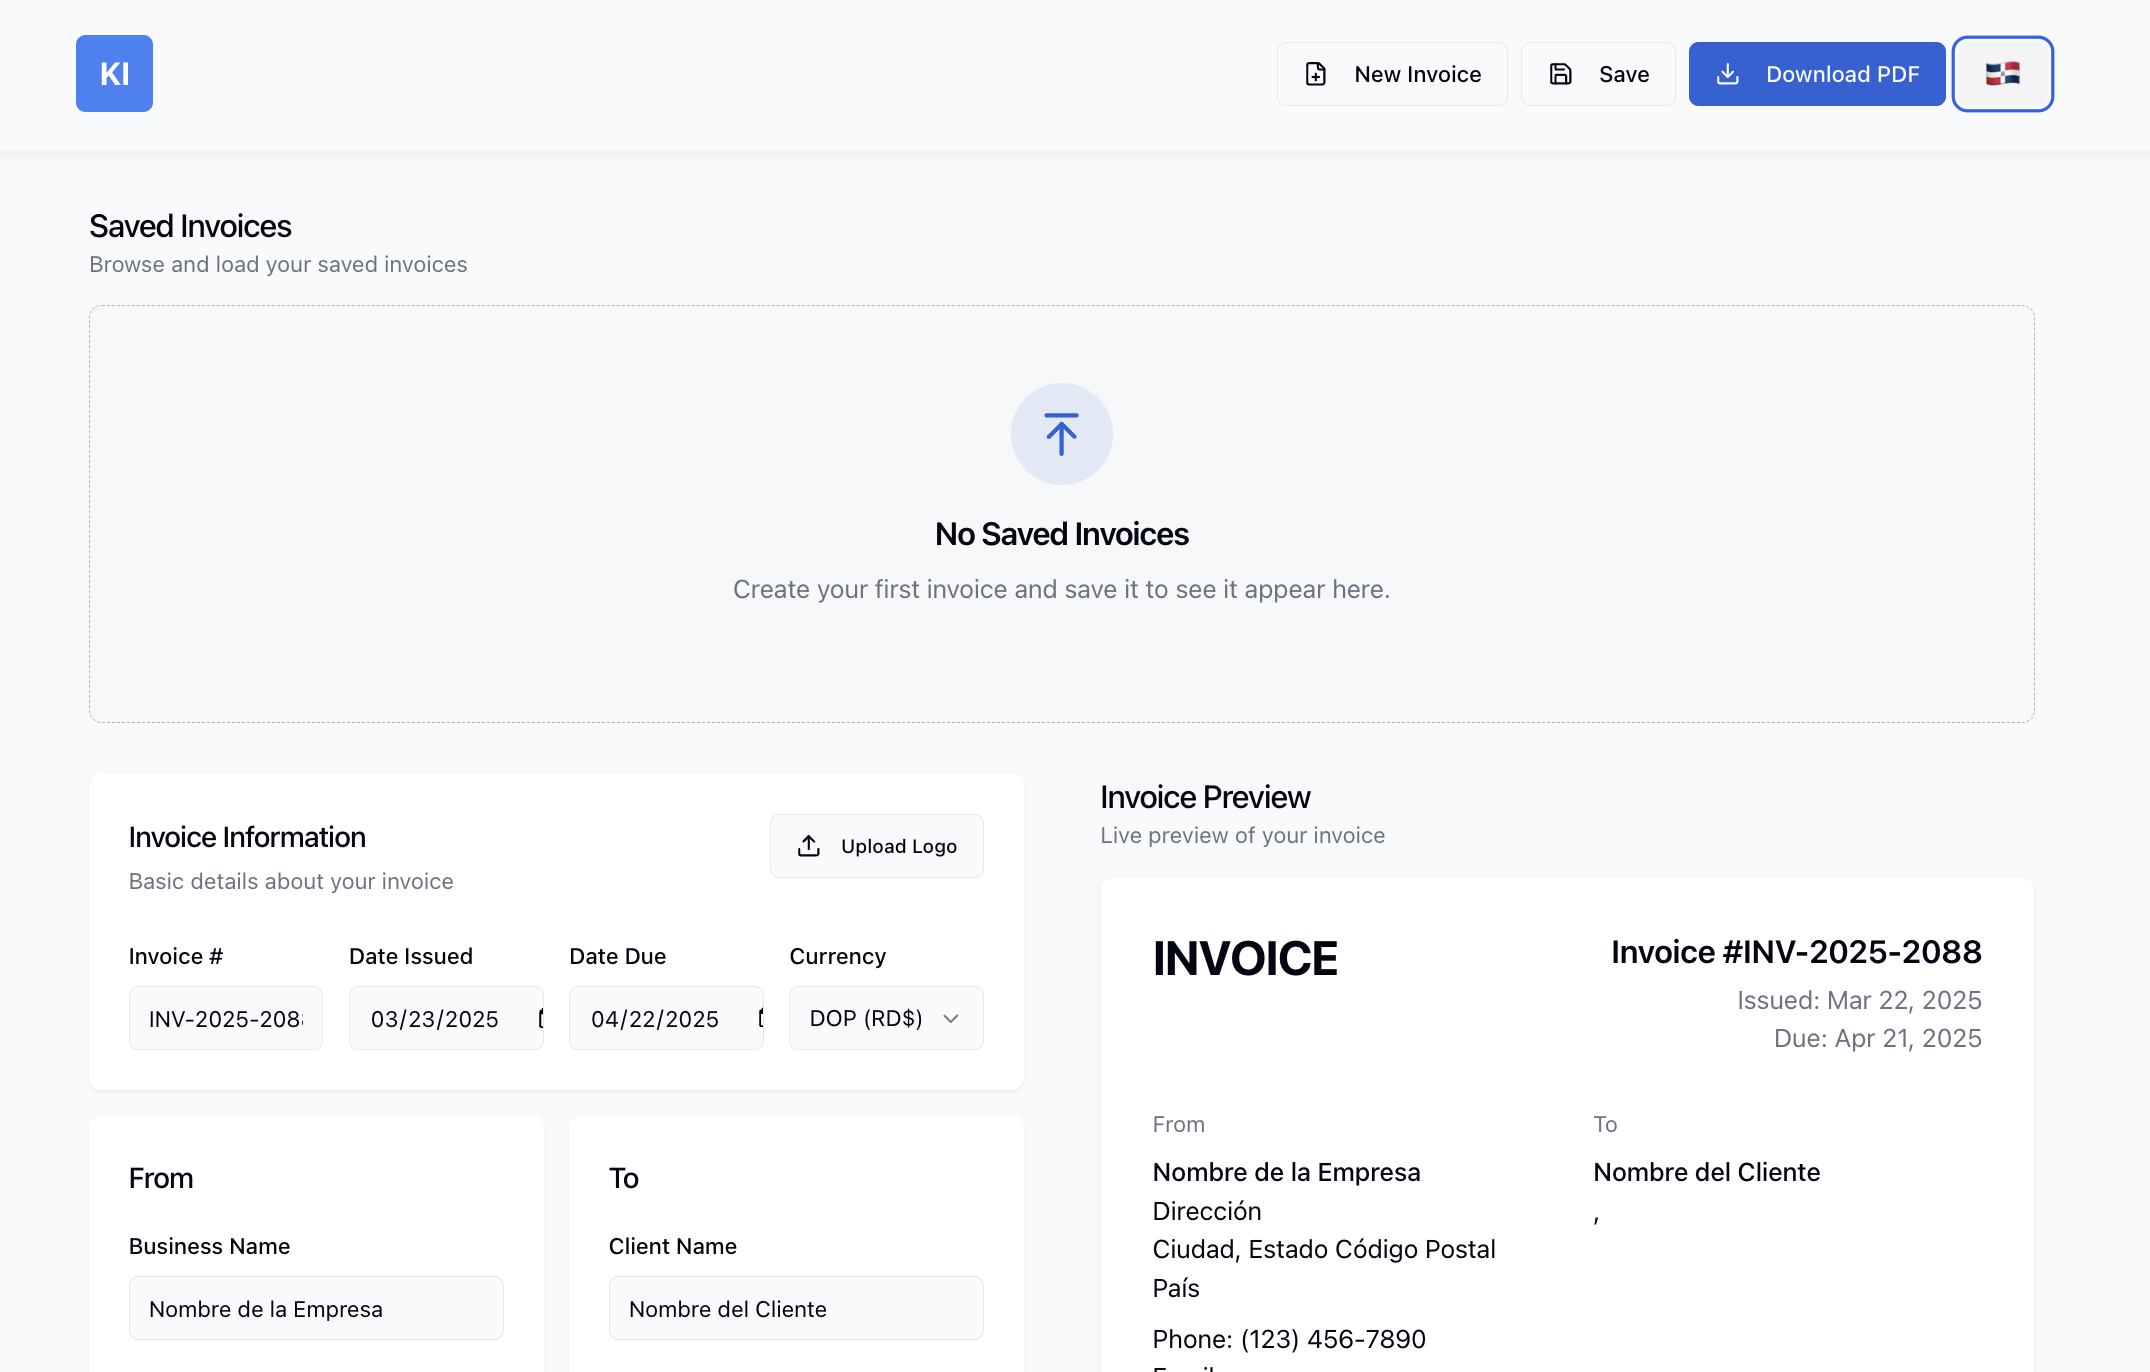 KI
New Invoice
Save
Download PDF
Saved Invoices
Browse and load your saved invoices
No Saved Invoices
Create your first invoice and save it to see it appear here.
Invoice Information
Basic details about your invoice
Upload Logo
Invoice #
Date Issued
Date Due
Currency
INV-2025-208
03/23/2025
04/22/2025
DOP (RD$)
From
Business Name
Nombre de la Empresa
To
Client Name
Nombre del Cliente
Invoice Preview
Live preview of your invoice
INVOICE
Invoice #INV-2025-2088
Issued: Mar 22, 2025
Due: Apr 21, 2025
From
Nombre de la Empresa
Dirección
Ciudad, Estado Código Postal
País
Phone: (123) 456-7890
To
Nombre del Cliente
,